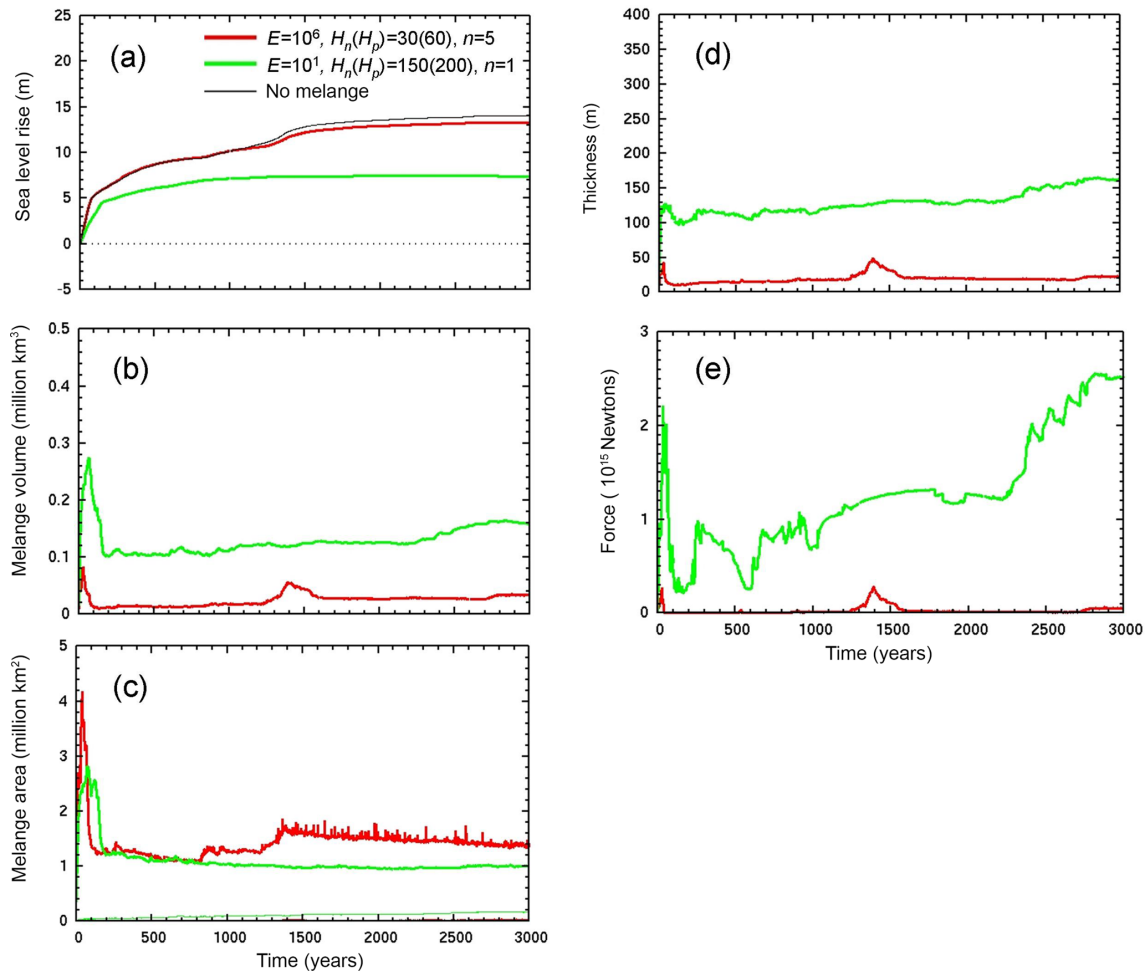 (a)
E=10⁶, Hn(Hp)=30(60), n=5
E=10¹, Hn(Hp)=150(200), n=1
No melange
Sea level rise (m)
25
20
15
10
5
0
-5
(b)
Melange volume (million km³)
0.5
0.4
0.3
0.2
0.1
0
(c)
Melange area (million km²)
5
4
3
2
1
0
0 500 1000 1500 2000 2500 3000
Time (years)
(d)
Thickness (m)
400
350
300
250
200
150
100
50
0
(e)
Force ( 10¹⁵ Newtons)
3
2
1
0
0 500 1000 1500 2000 2500 3000
Time (years)